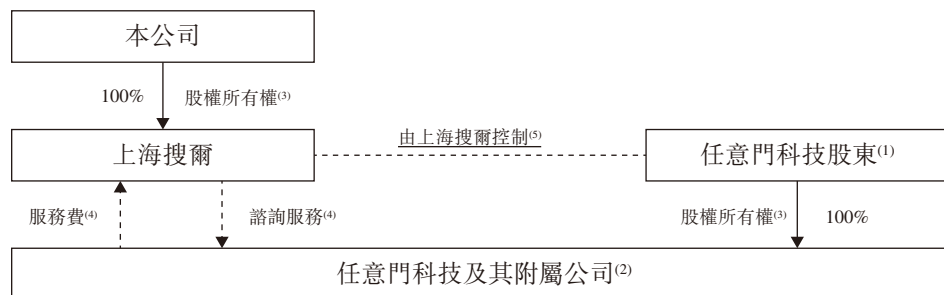 本公司
100% 股權所有權(3)
上海搜爾
由上海搜爾控制(5)
任意門科技股東(1)
服務費(4)
諮詢服務(4)
股權所有權(3) 100%
任意門科技及其附屬公司(2)